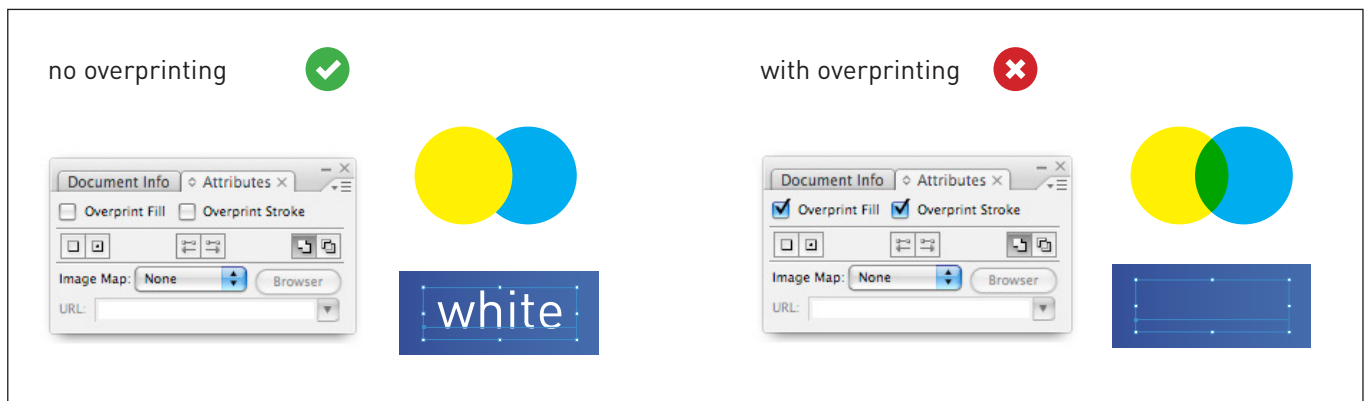 no overprinting
Document Info Attributes
Overprint Fill Overprint Stroke
Image Map: None Browser
URL:
white
with overprinting
Document Info Attributes
Overprint Fill Overprint Stroke
Image Map: None Browser
URL: